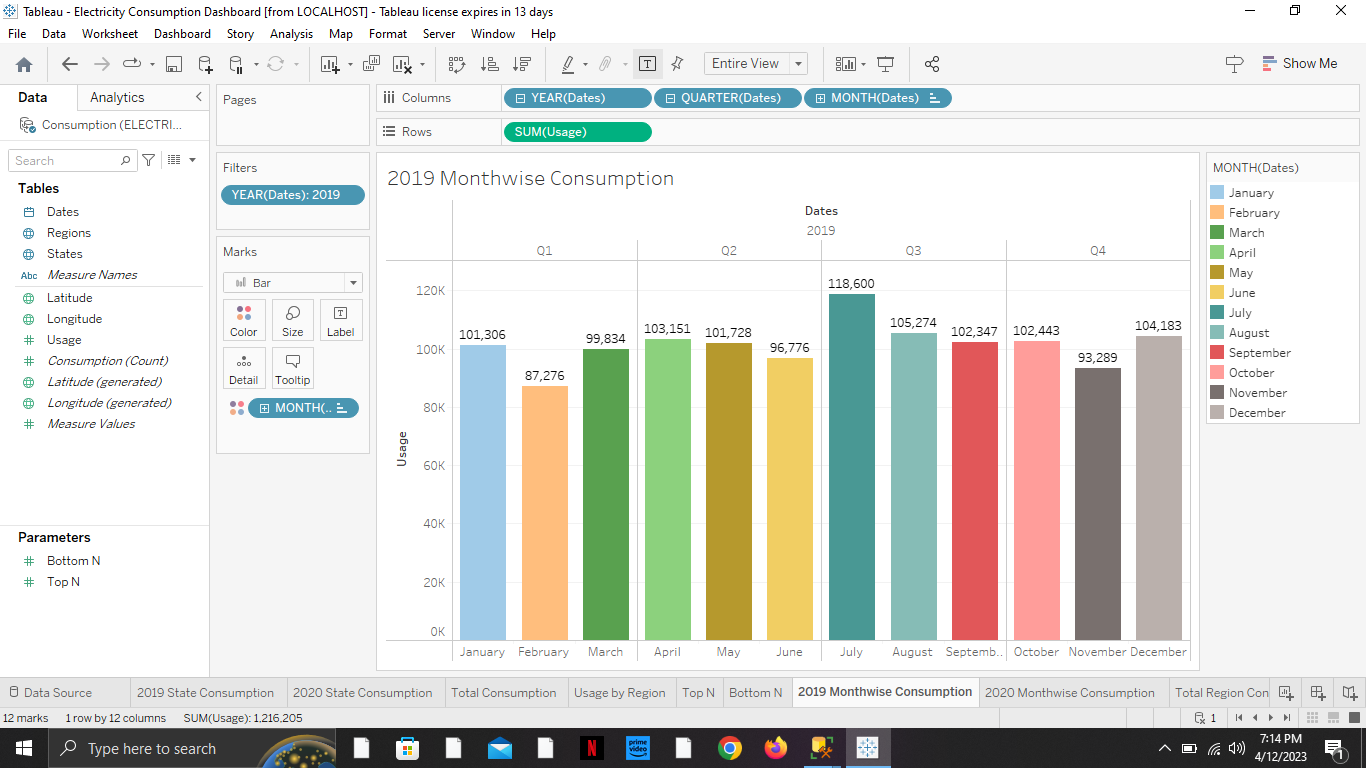 Tableau - Electricity Consumption Dashboard [from LOCALHOST] - Tableau license expires in 13 days
File Data Worksheet Dashboard Story Analysis Map Format Server Window Help
Entire View
Show Me
Data Analytics
Consumption (ELECTRI...
Search
Tables
Dates
Regions
States
Abc Measure Names
Latitude
Longitude
Usage
Consumption (Count)
Latitude (generated)
Longitude (generated)
Measure Values
Parameters
Bottom N
Top N
Pages
Filters
YEAR(Dates): 2019
Marks
Bar
Color Size Label
Detail Tooltip
MONTH(..
Columns YEAR(Dates) QUARTER(Dates) MONTH(Dates)
Rows SUM(Usage)
2019 Monthwise Consumption
Dates
2019
Q1 Q2 Q3 Q4
Usage
120K
100K
80K
60K
40K
20K
0K
101,306 87,276 99,834 103,151 101,728 96,776 118,600 105,274 102,347 102,443 93,289 104,183
January February March April May June July August Septemb.. October November December
MONTH(Dates)
January
February
March
April
May
June
July
August
September
October
November
December
Data Source 2019 State Consumption 2020 State Consumption Total Consumption Usage by Region Top N Bottom N 2019 Monthwise Consumption 2020 Monthwise Consumption Total Region Con
12 marks 1 row by 12 columns SUM(Usage): 1,216,205 1
Type here to search
N
prime video
7:14 PM
4/12/2023
1